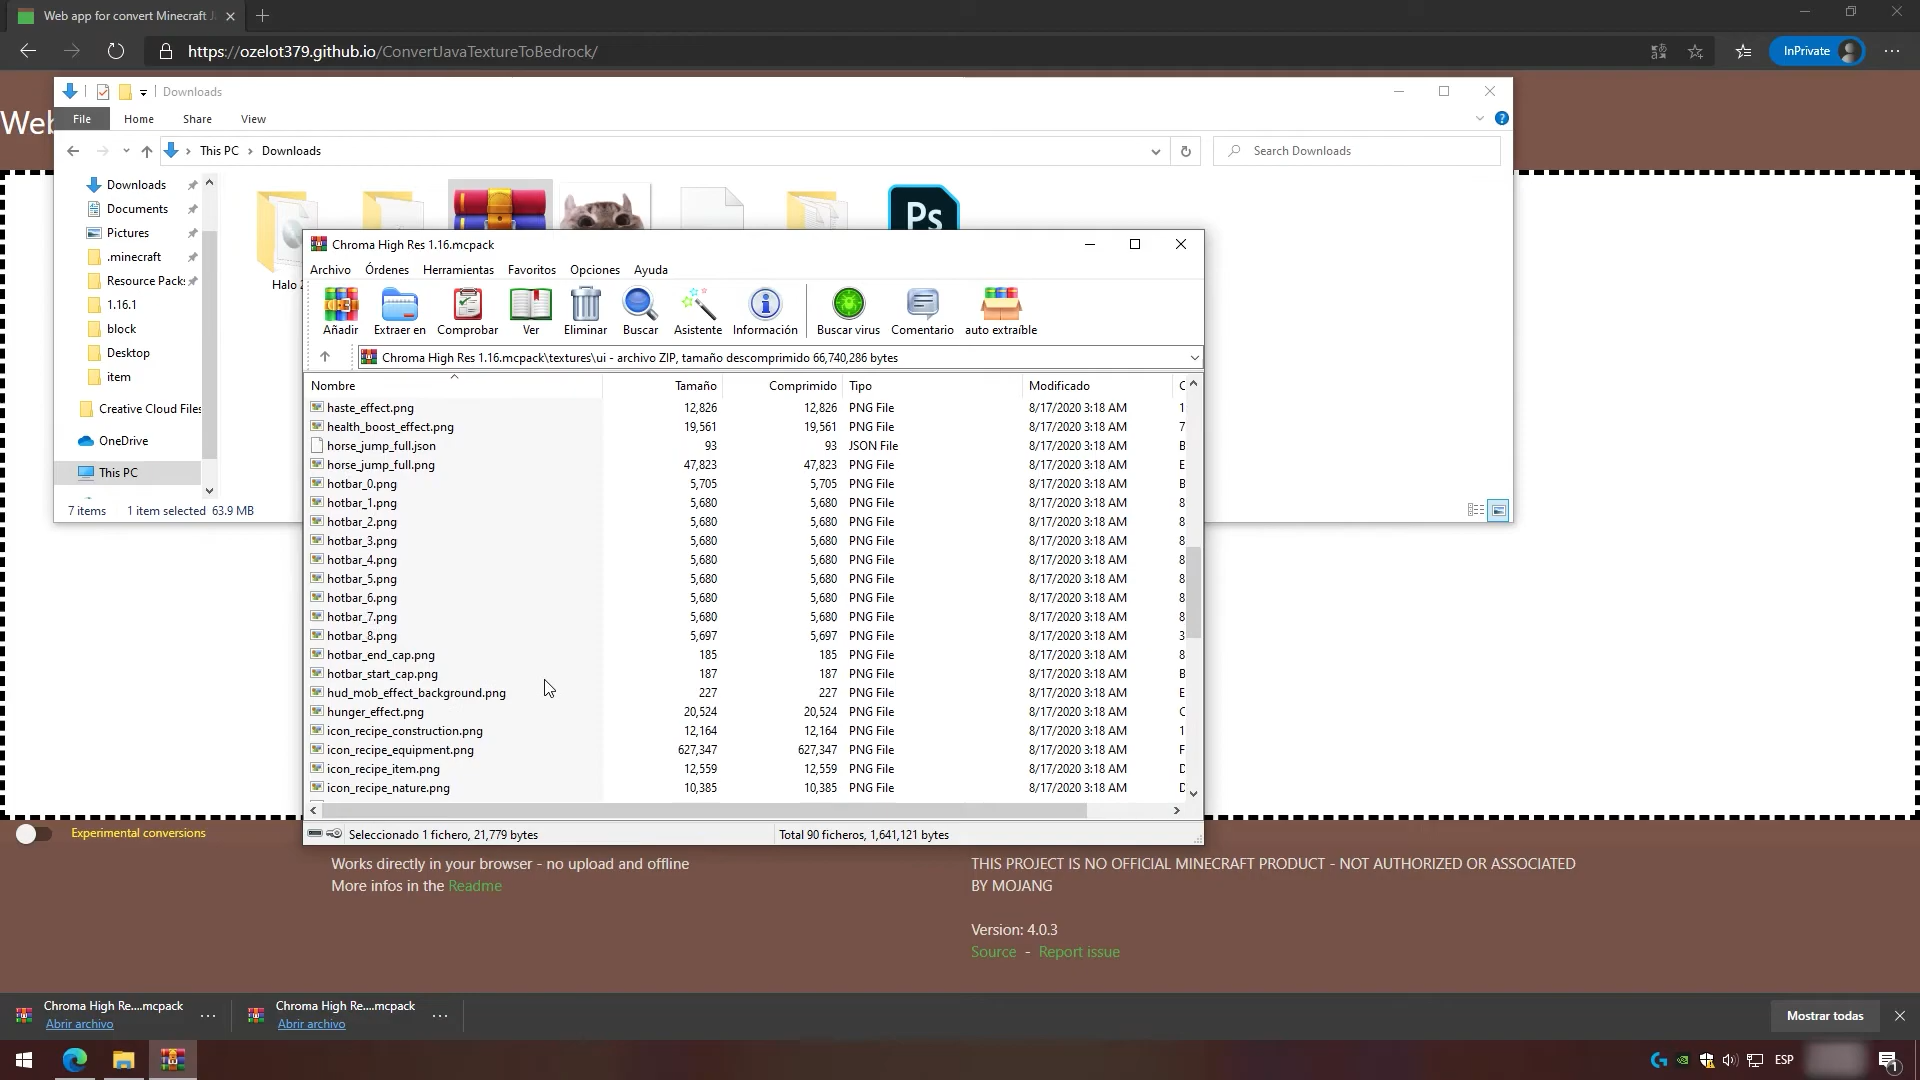 Web app for convert Minecraft J
https://ozelot379.github.io/ConvertJavaTextureToBedrock/
InPrivate
Web
Downloads
File
Home
Share
View
This PC
Downloads
Search Downloads
Downloads
Documents
Pictures
.minecraft
Resource Packs
1.16.1
block
Desktop
item
Creative Cloud Files
OneDrive
This PC
Halo 2
Ps
7 items
1 item selected 63.9 MB
Chroma High Res 1.16.mcpack
Archivo Órdenes Herramientas Favoritos Opciones Ayuda
Añadir Extraer en Comprobar Ver Eliminar Buscar Asistente Información Buscar virus Comentario auto extraíble
Chroma High Res 1.16.mcpack\textures\ui - archivo ZIP, tamaño descomprimido 66,740,286 bytes
Nombre Tamaño Comprimido Tipo Modificado C
haste_effect.png 12,826 12,826 PNG File 8/17/2020 3:18 AM 1
health_boost_effect.png 19,561 19,561 PNG File 8/17/2020 3:18 AM 7
horse_jump_full.json 93 93 JSON File 8/17/2020 3:18 AM B
horse_jump_full.png 47,823 47,823 PNG File 8/17/2020 3:18 AM E
hotbar_0.png 5,705 5,705 PNG File 8/17/2020 3:18 AM B
hotbar_1.png 5,680 5,680 PNG File 8/17/2020 3:18 AM 8
hotbar_2.png 5,680 5,680 PNG File 8/17/2020 3:18 AM 8
hotbar_3.png 5,680 5,680 PNG File 8/17/2020 3:18 AM 8
hotbar_4.png 5,680 5,680 PNG File 8/17/2020 3:18 AM 8
hotbar_5.png 5,680 5,680 PNG File 8/17/2020 3:18 AM 8
hotbar_6.png 5,680 5,680 PNG File 8/17/2020 3:18 AM 8
hotbar_7.png 5,680 5,680 PNG File 8/17/2020 3:18 AM 8
hotbar_8.png 5,697 5,697 PNG File 8/17/2020 3:18 AM 3
hotbar_end_cap.png 185 185 PNG File 8/17/2020 3:18 AM 8
hotbar_start_cap.png 187 187 PNG File 8/17/2020 3:18 AM B
hud_mob_effect_background.png 227 227 PNG File 8/17/2020 3:18 AM E
hunger_effect.png 20,524 20,524 PNG File 8/17/2020 3:18 AM C
icon_recipe_construction.png 12,164 12,164 PNG File 8/17/2020 3:18 AM 1
icon_recipe_equipment.png 627,347 627,347 PNG File 8/17/2020 3:18 AM F
icon_recipe_item.png 12,559 12,559 PNG File 8/17/2020 3:18 AM D
icon_recipe_nature.png 10,385 10,385 PNG File 8/17/2020 3:18 AM D
Seleccionado 1 fichero, 21,779 bytes
Total 90 ficheros, 1,641,121 bytes
Experimental conversions
Works directly in your browser - no upload and offline
More infos in the Readme
THIS PROJECT IS NO OFFICIAL MINECRAFT PRODUCT - NOT AUTHORIZED OR ASSOCIATED
BY MOJANG
Version: 4.0.3
Source - Report issue
Chroma High Re....mcpack
Abrir archivo
Chroma High Re....mcpack
Abrir archivo
Mostrar todas
ESP
1